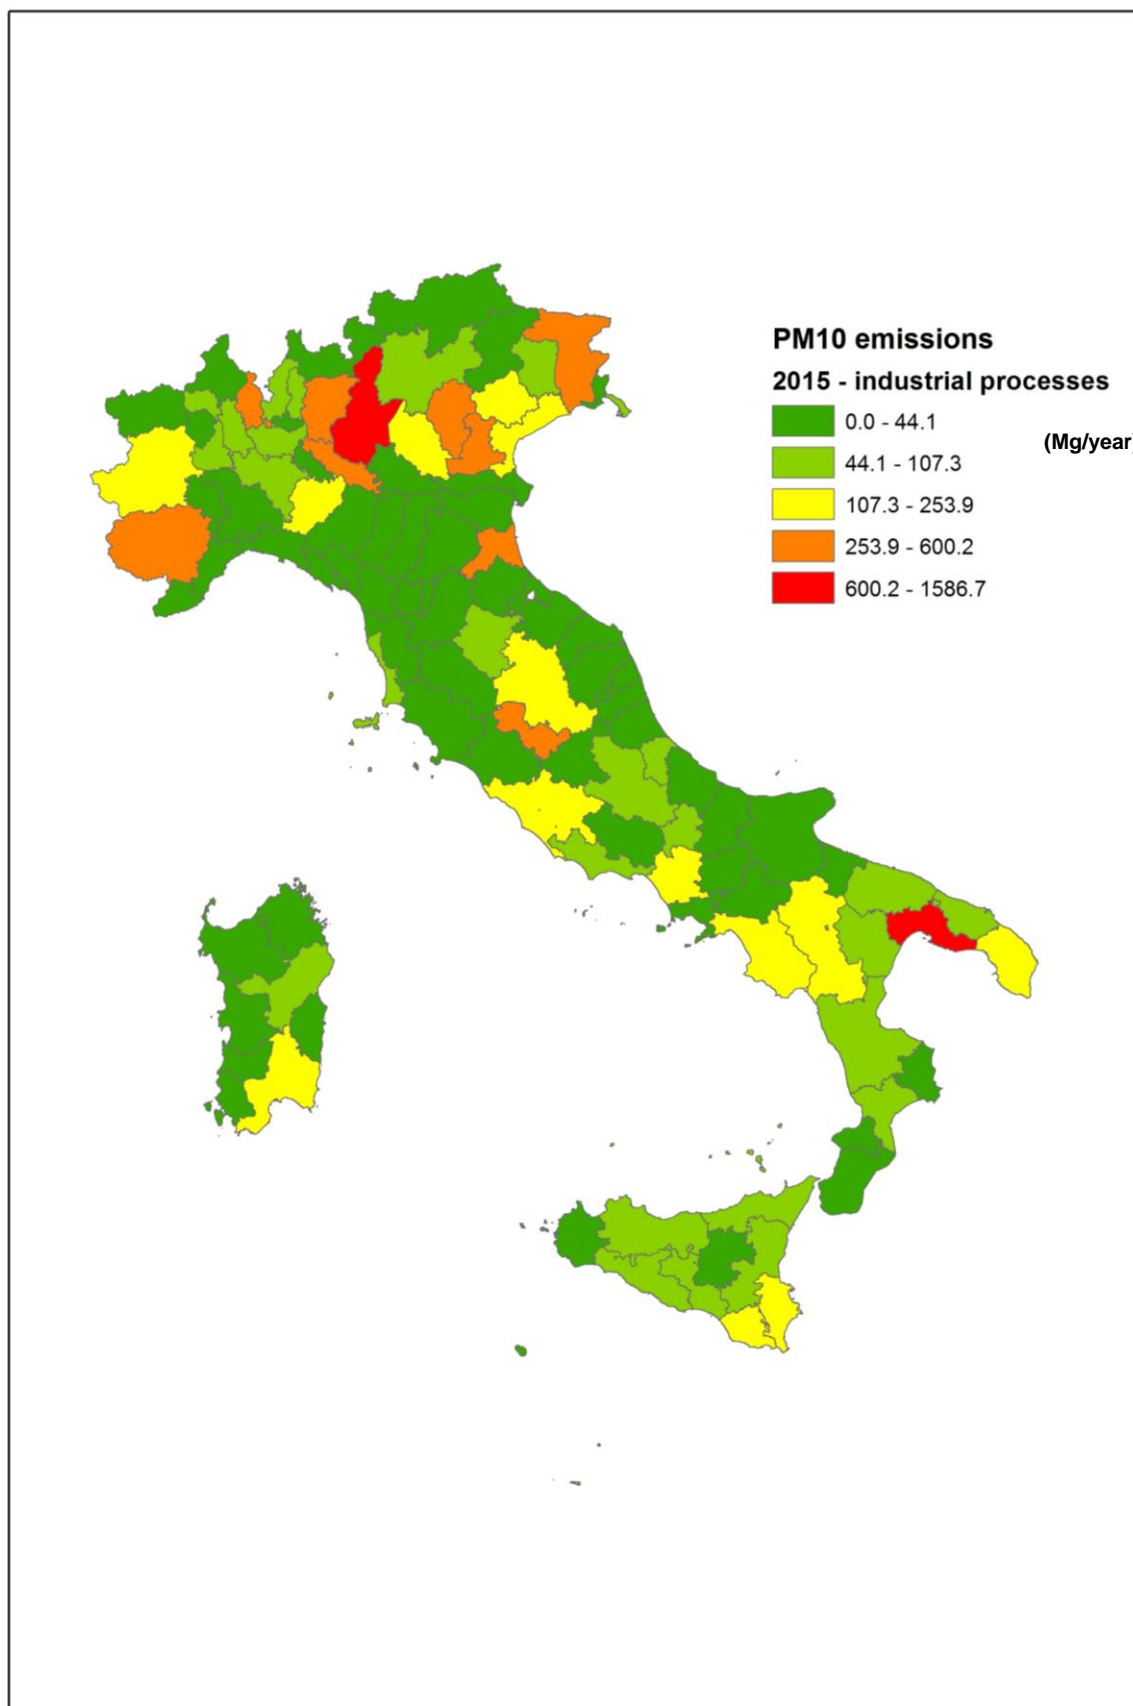 PM10 emissions
2015 - industrial processes
0.0 - 44.1
(Mg/year)
44.1 - 107.3
107.3 - 253.9
253.9 - 600.2
600.2 - 1586.7